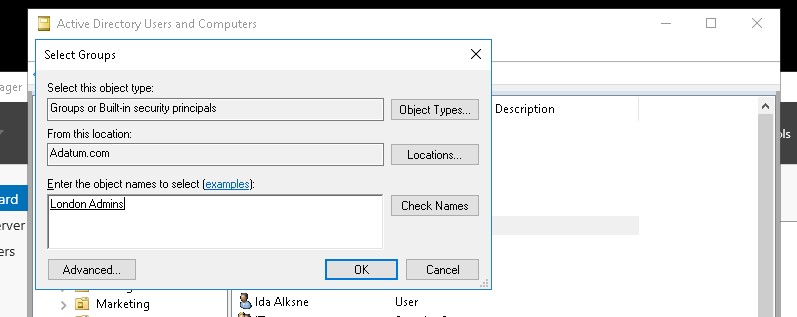 Active Directory Users and Computers
Select Groups
ager
Select this object type:
Groups or Built-in security principals
Object Types...
Description
From this location:
Adatum.com
Locations...
ols
Enter the object names to select (examples):
London Admins
Check Names
ard
erver
ers
Advanced...
OK
Cancel
Marketing
Ida Alksne
User